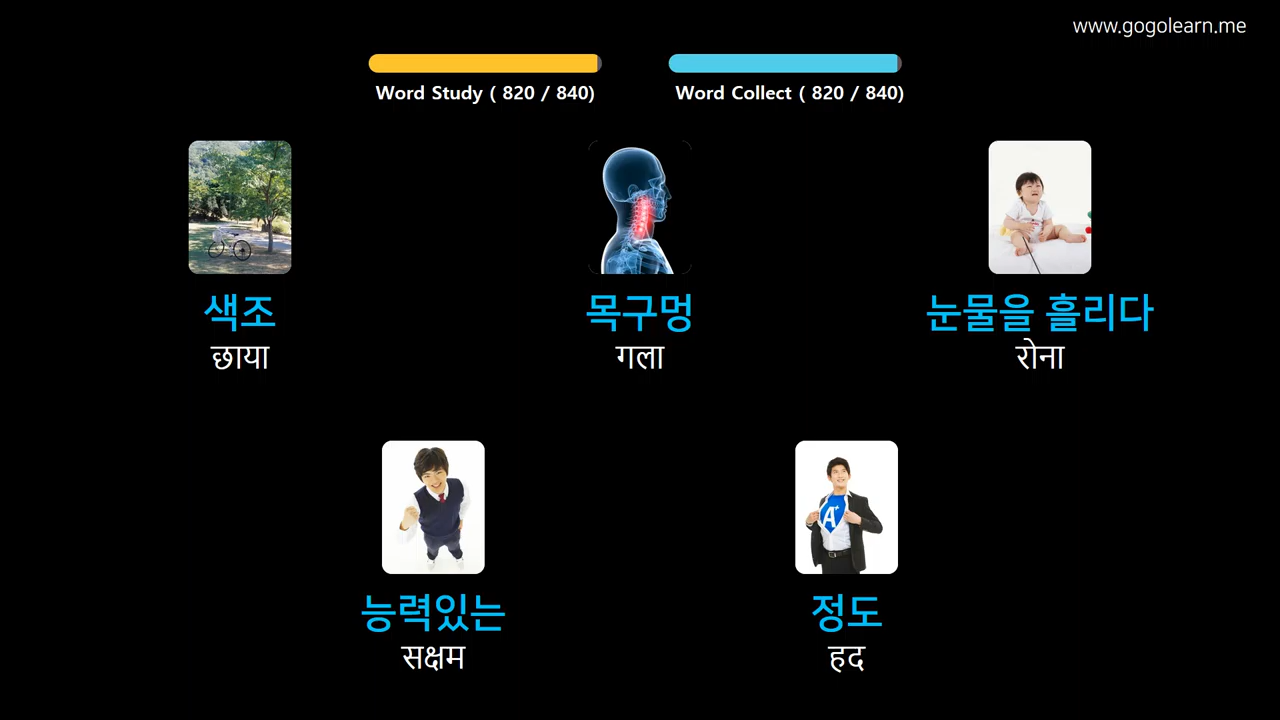 www.gogolearn.me
Word Study ( 820 / 840)
Word Collect ( 820 / 840)
색조
छाया
목구멍
गला
눈물을 흘리다
रोना
능력있는
सक्षम
A+
정도
हद